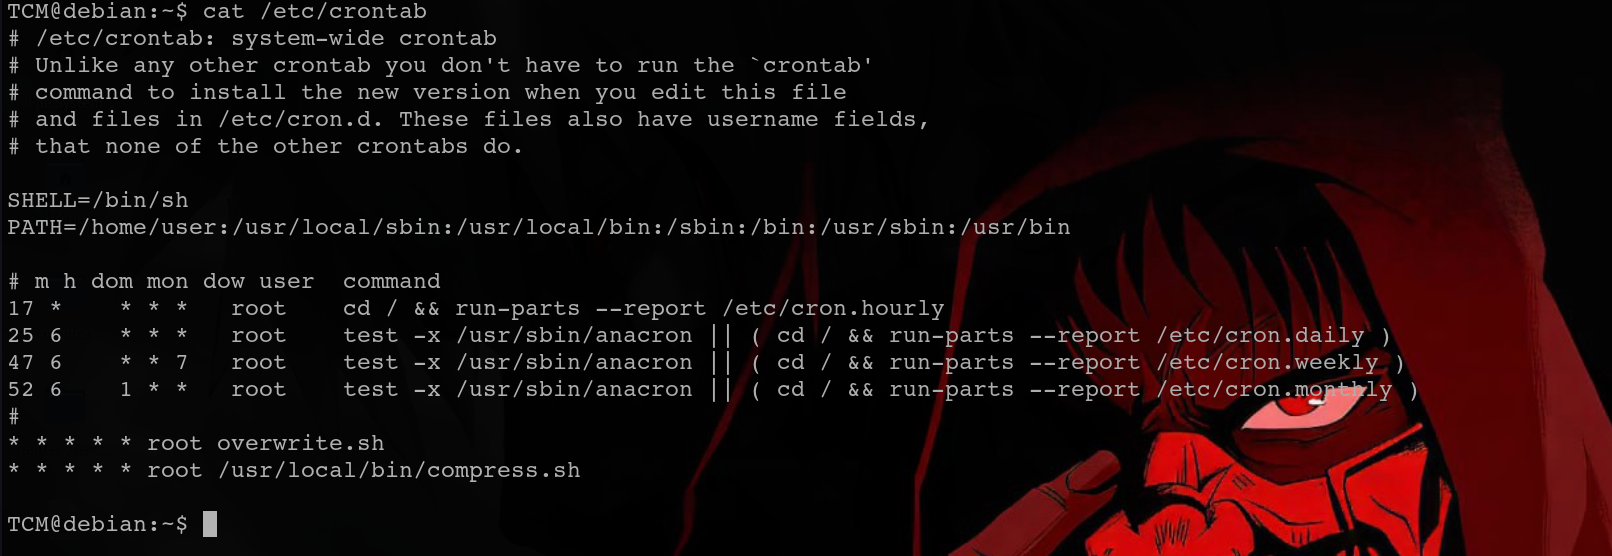 TCM@debian:~$ cat /etc/crontab
# /etc/crontab: system-wide crontab
# Unlike any other crontab you don't have to run the `crontab'
# command to install the new version when you edit this file
# and files in /etc/cron.d. These files also have username fields,
# that none of the other crontabs do.

SHELL=/bin/sh
PATH=/home/user:/usr/local/sbin:/usr/local/bin:/sbin:/bin:/usr/sbin:/usr/bin

# m h dom mon dow user  command
17 *    * * *   root    cd / && run-parts --report /etc/cron.hourly
25 6    * * *   root    test -x /usr/sbin/anacron || ( cd / && run-parts --report /etc/cron.daily )
47 6    * * 7   root    test -x /usr/sbin/anacron || ( cd / && run-parts --report /etc/cron.weekly )
52 6    1 * *   root    test -x /usr/sbin/anacron || ( cd / && run-parts --report /etc/cron.monthly )
#
* * * * * root overwrite.sh
* * * * * root /usr/local/bin/compress.sh

TCM@debian:~$